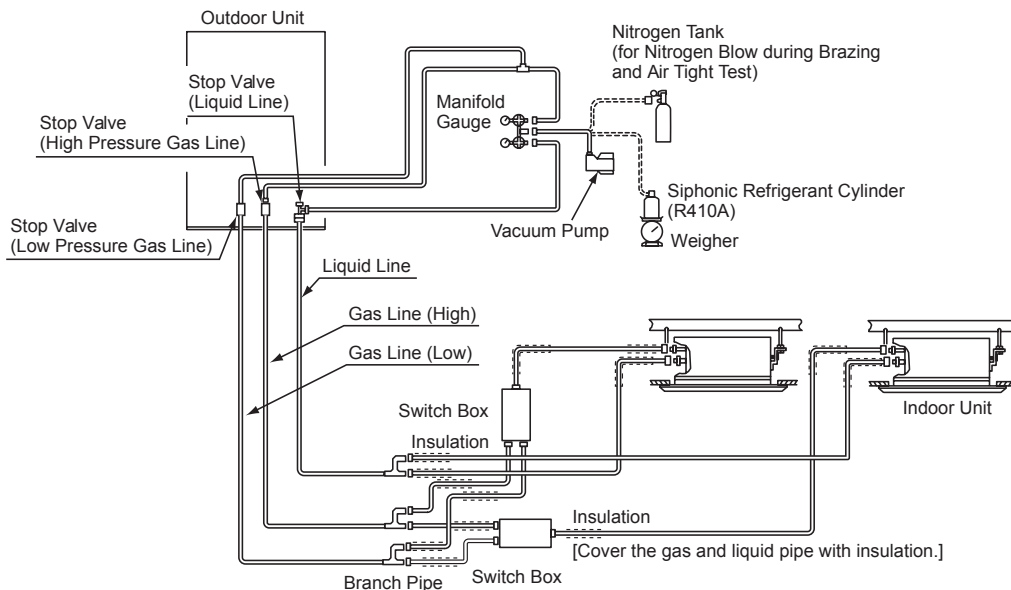 Outdoor Unit
Nitrogen Tank
(for Nitrogen Blow during Brazing
and Air Tight Test)
Stop Valve
(Liquid Line)
Manifold
Gauge
Stop Valve
(High Pressure Gas Line)
Siphonic Refrigerant Cylinder
(R410A)
Stop Valve
(Low Pressure Gas Line)
Vacuum Pump
Weigher
Liquid Line
Gas Line (High)
Gas Line (Low)
Switch Box
Indoor Unit
Insulation
Insulation
[Cover the gas and liquid pipe with insulation.]
Branch Pipe
Switch Box